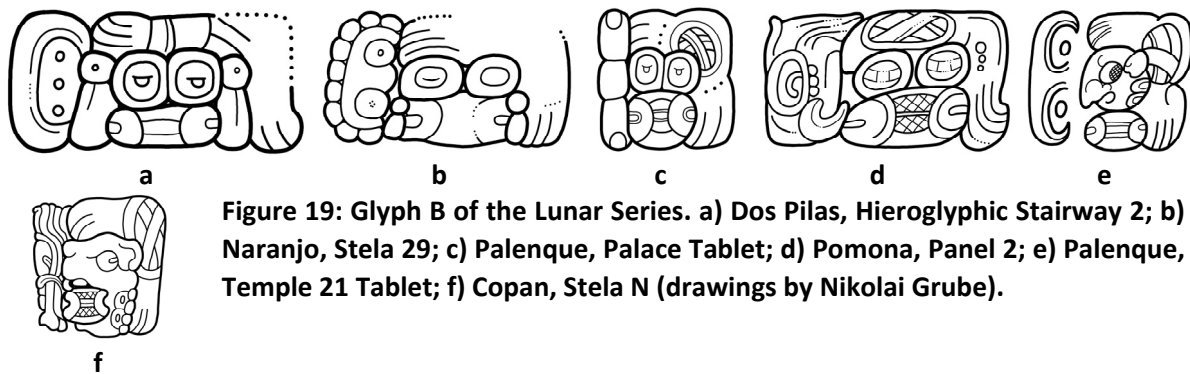 a b c d e
Figure 19: Glyph B of the Lunar Series. a) Dos Pilas, Hieroglyphic Stairway 2; b)
Naranjo, Stela 29; c) Palenque, Palace Tablet; d) Pomona, Panel 2; e) Palenque,
Temple 21 Tablet; f) Copan, Stela N (drawings by Nikolai Grube).
f